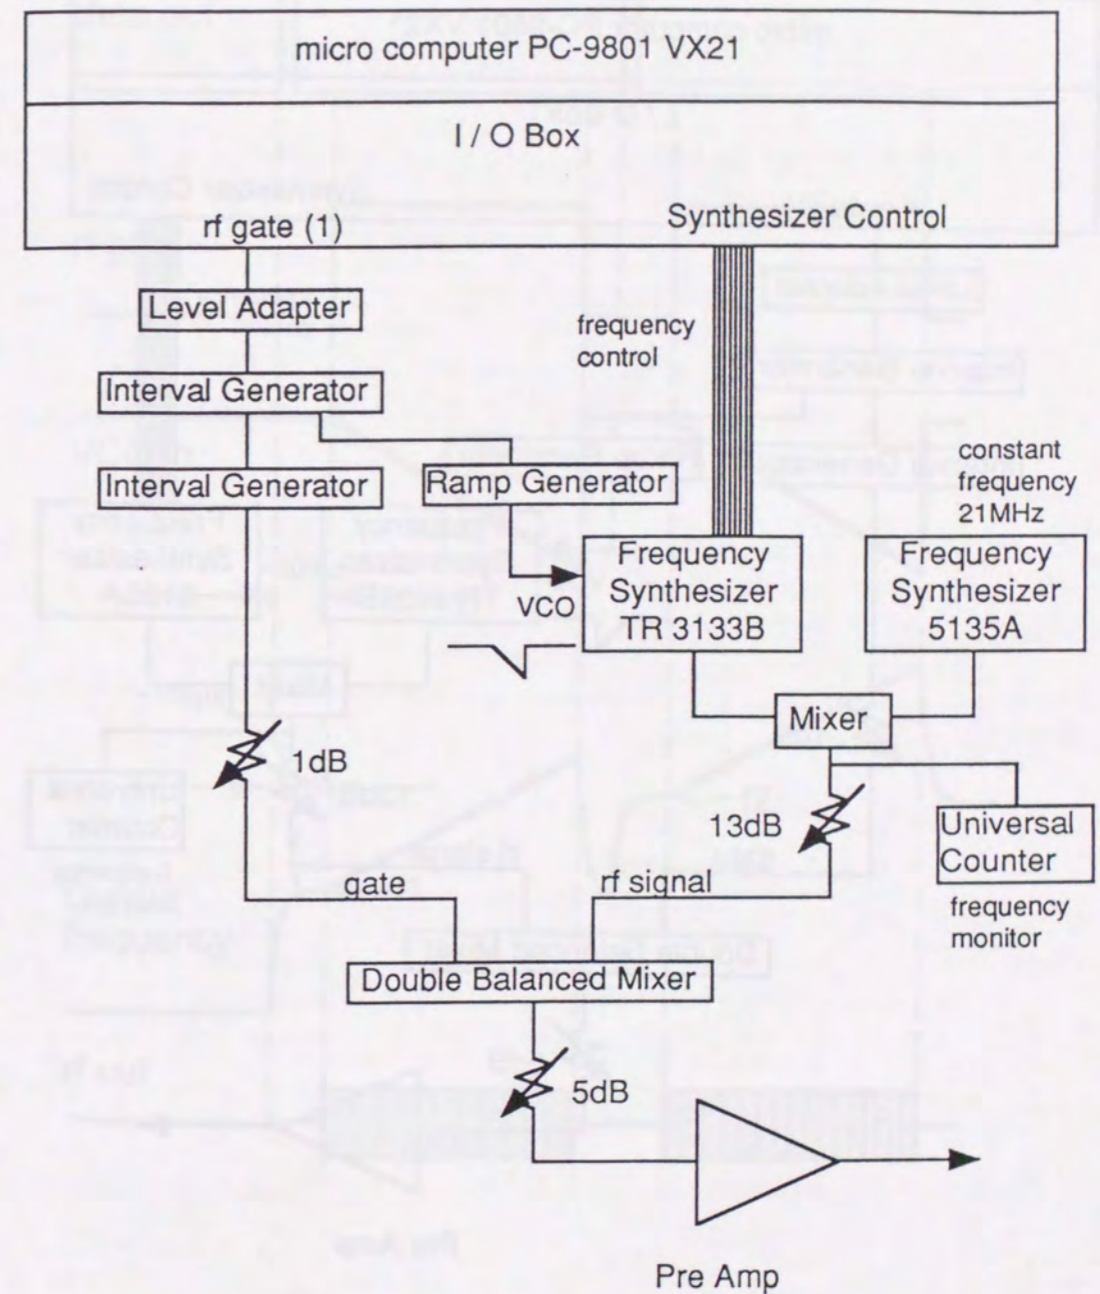 micro computer PC-9801 VX21
I / O Box
rf gate (1)
Synthesizer Control
Level Adapter
frequency
control
Interval Generator
Interval Generator
Ramp Generator
constant
frequency
21MHz
VCO
Frequency
Synthesizer
TR 3133B
Frequency
Synthesizer
5135A
Mixer
1dB
13dB
Universal
Counter
frequency
monitor
gate
rf signal
Double Balanced Mixer
5dB
Pre Amp